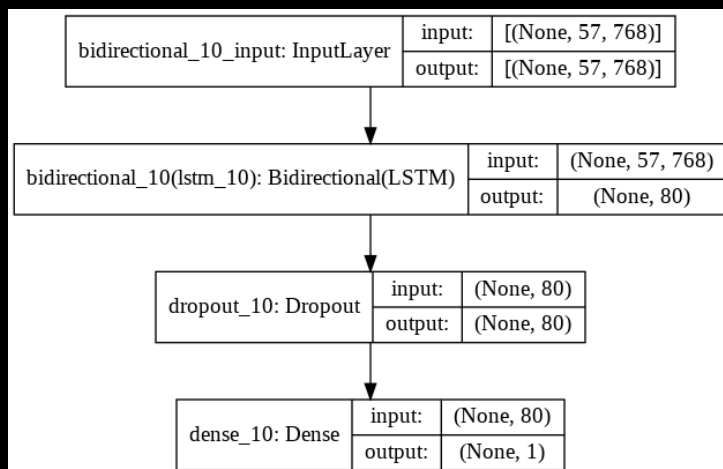 bidirectional_10_input: InputLayer
input: [(None, 57, 768)]
output: [(None, 57, 768)]
bidirectional_10(lstm_10): Bidirectional(LSTM)
input: (None, 57, 768)
output: (None, 80)
dropout_10: Dropout
input: (None, 80)
output: (None, 80)
dense_10: Dense
input: (None, 80)
output: (None, 1)